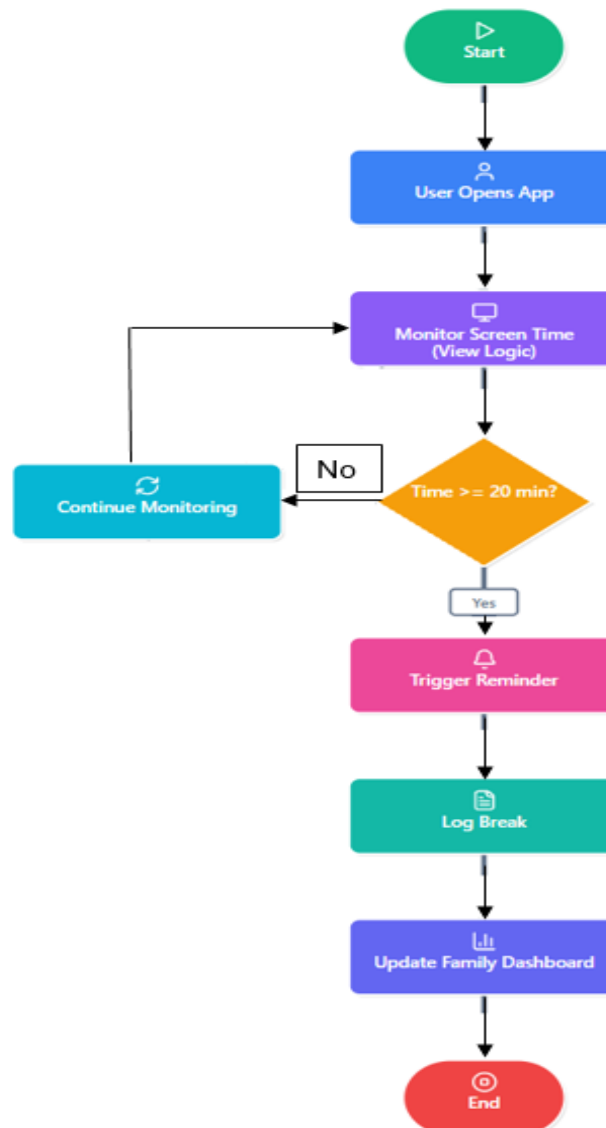 Start
User Opens App
Monitor Screen Time
(View Logic)
Time >= 20 min?
No
Continue Monitoring
Yes
Trigger Reminder
Log Break
Update Family Dashboard
End